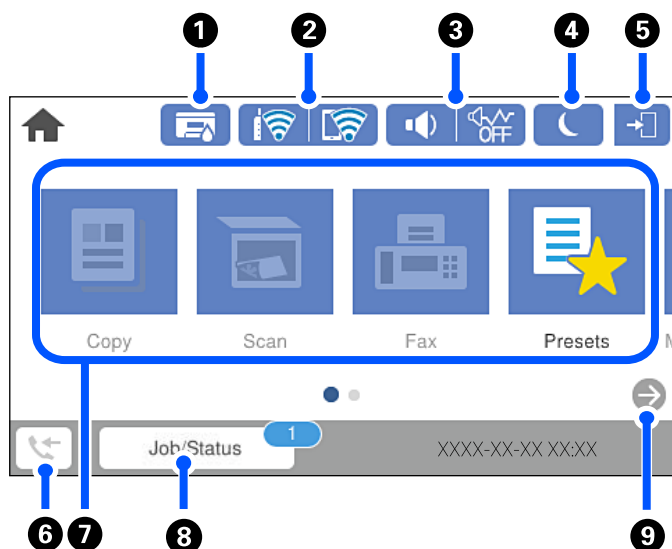 1 2 3 4 5
OFF
Copy Scan Fax Presets
Job/Status 1 XXXX-XX-XX XX:XX
6 7 8 9